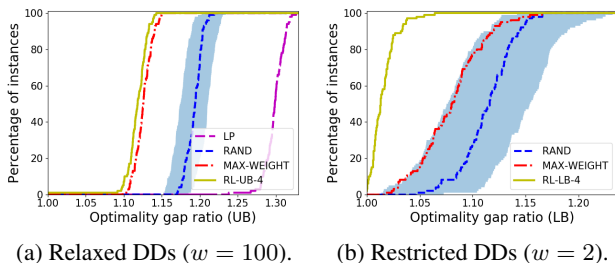 100
80
60
40
20
0
Percentage of instances
LP
RAND
MAX-WEIGHT
RL-UB-4
1.00 1.05 1.10 1.15 1.20 1.25 1.30
Optimality gap ratio (UB)
(a) Relaxed DDs (w = 100).
100
80
60
40
20
0
Percentage of instances
RAND
MAX-WEIGHT
RL-LB-4
1.00 1.05 1.10 1.15 1.20
Optimality gap ratio (LB)
(b) Restricted DDs (w = 2).